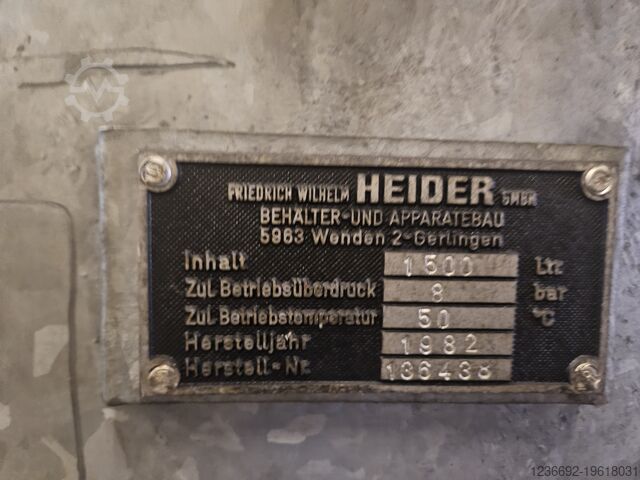 FRIEDRICH WILHELM HEIDER GMBH
BEHÄLTER-UND APPARATEBAU
5963 Wenden 2-Gerlingen
Inhalt 1500 Ltr.
Zul. Betriebsüberdruck 8 bar
Zul. Betriebstemperatur 50 °C
Herstelljahr 1982
Herstell-Nr. 136438
1236692-19618031